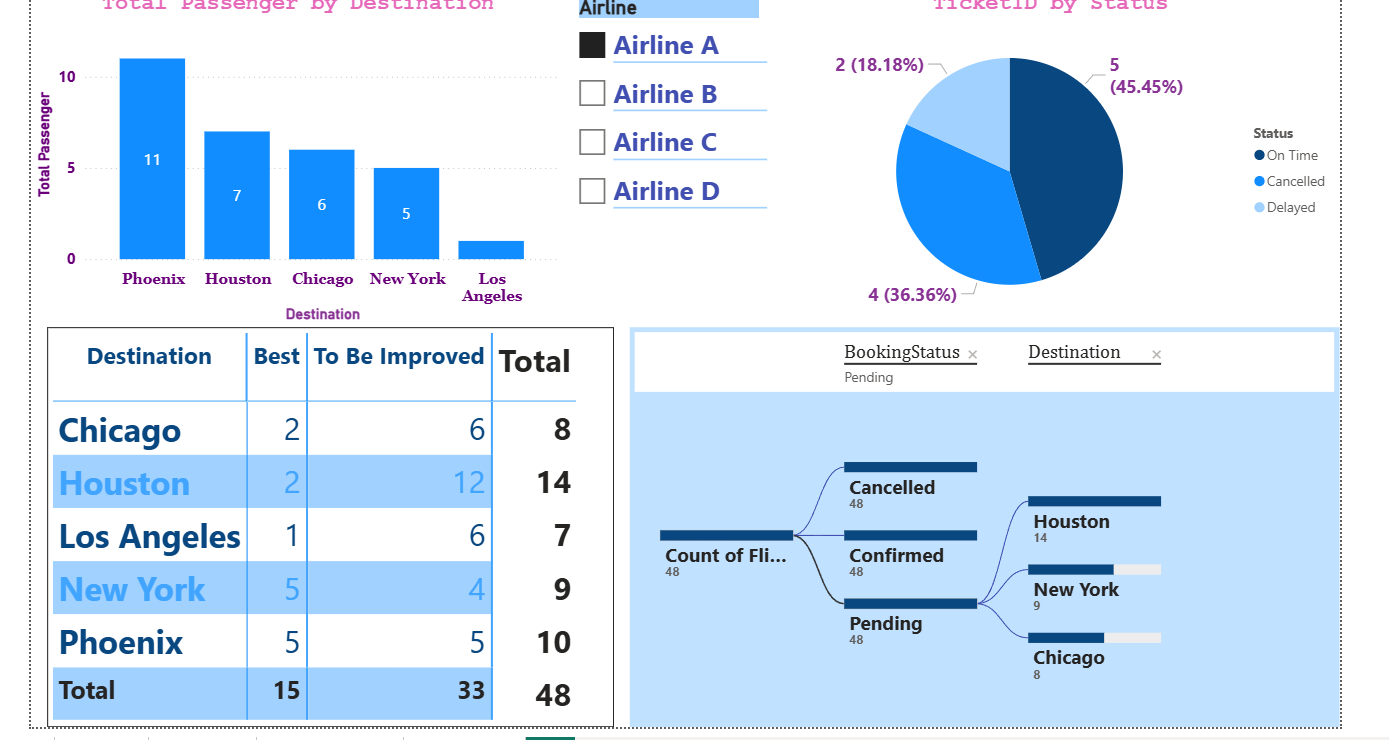 Total Passenger by Destination
Total Passenger
10
5
0
11
7
6
5
Phoenix
Houston
Chicago
New York
Los
Angeles
Destination
Airline
Airline A
Airline B
Airline C
Airline D
TicketID by Status
2 (18.18%)
5
(45.45%)
4 (36.36%)
Status
On Time
Cancelled
Delayed
Destination Best To Be Improved Total
Chicago 2 6 8
Houston 2 12 14
Los Angeles 1 6 7
New York 5 4 9
Phoenix 5 5 10
Total 15 33 48
BookingStatus × Destination ×
Pending
Count of Fli...
48
Cancelled
48
Confirmed
48
Pending
48
Houston
14
New York
9
Chicago
8